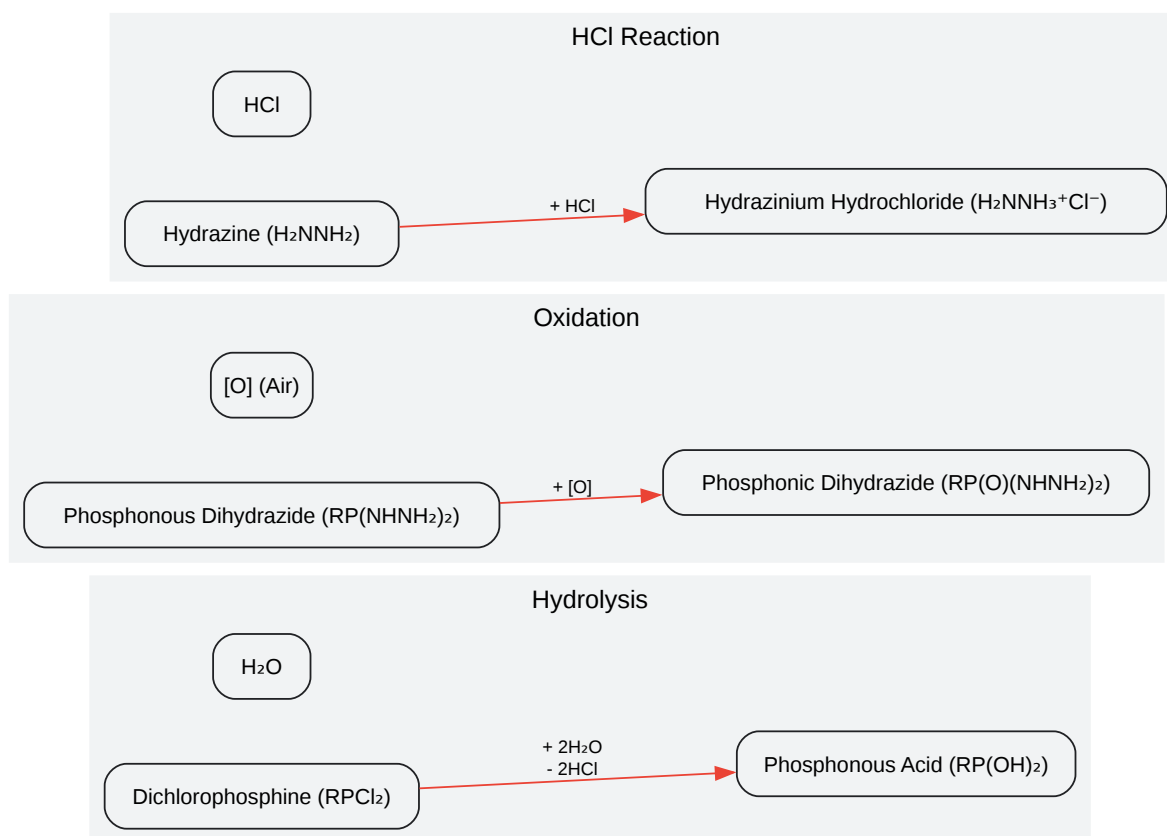 HCl Reaction
HCl
Hydrazine (H₂NNH₂)
+ HCl
Hydrazinium Hydrochloride (H₂NNH₃⁺Cl⁻)
Oxidation
[O] (Air)
Phosphonous Dihydrazide (RP(NHNH₂)₂)
+ [O]
Phosphonic Dihydrazide (RP(O)(NHNH₂)₂)
Hydrolysis
H₂O
Dichlorophosphine (RPCl₂)
+ 2H₂O
- 2HCl
Phosphonous Acid (RP(OH)₂)